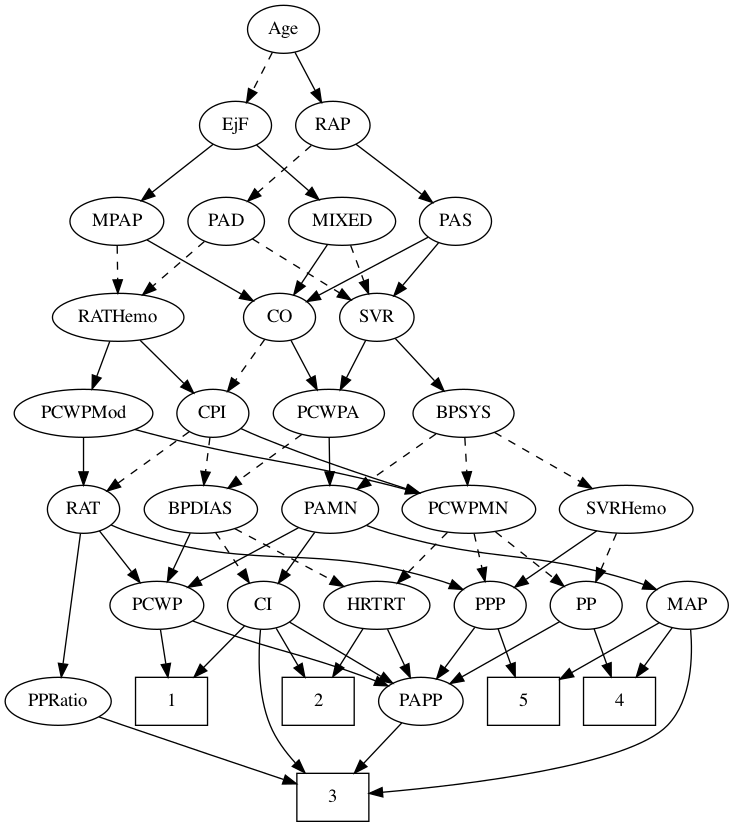 Age
EjF
RAP
MPAP
PAD
MIXED
PAS
RATHemo
CO
SVR
PCWPMod
CPI
PCWPA
BPSYS
RAT
BPDIAS
PAMN
PCWPMN
SVRHemo
PCWP
CI
HRTRT
PPP
PP
MAP
PPRatio
1
2
PAPP
5
4
3